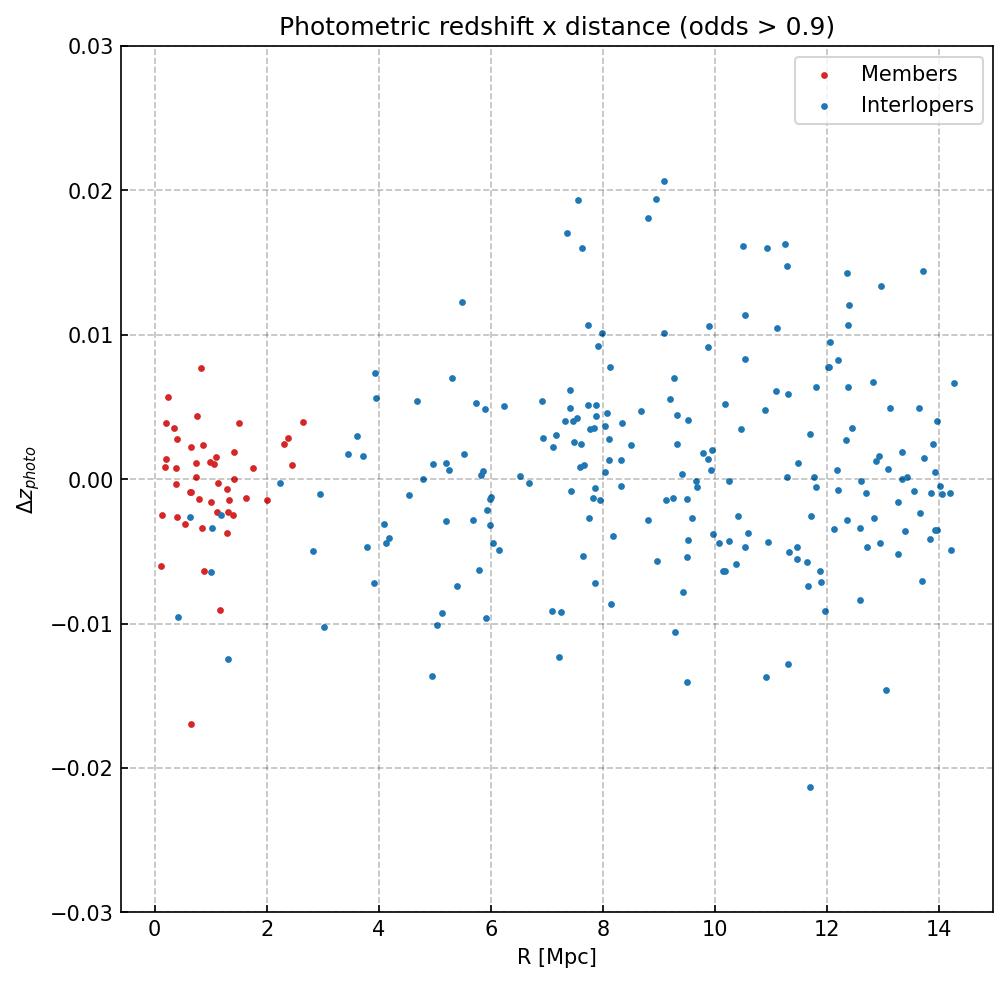 Photometric redshift x distance (odds > 0.9)
Members
Interlopers
0.03
0.02
0.01
0.00
−0.01
−0.02
−0.03
Δz_photo
0 2 4 6 8 10 12 14
R [Mpc]